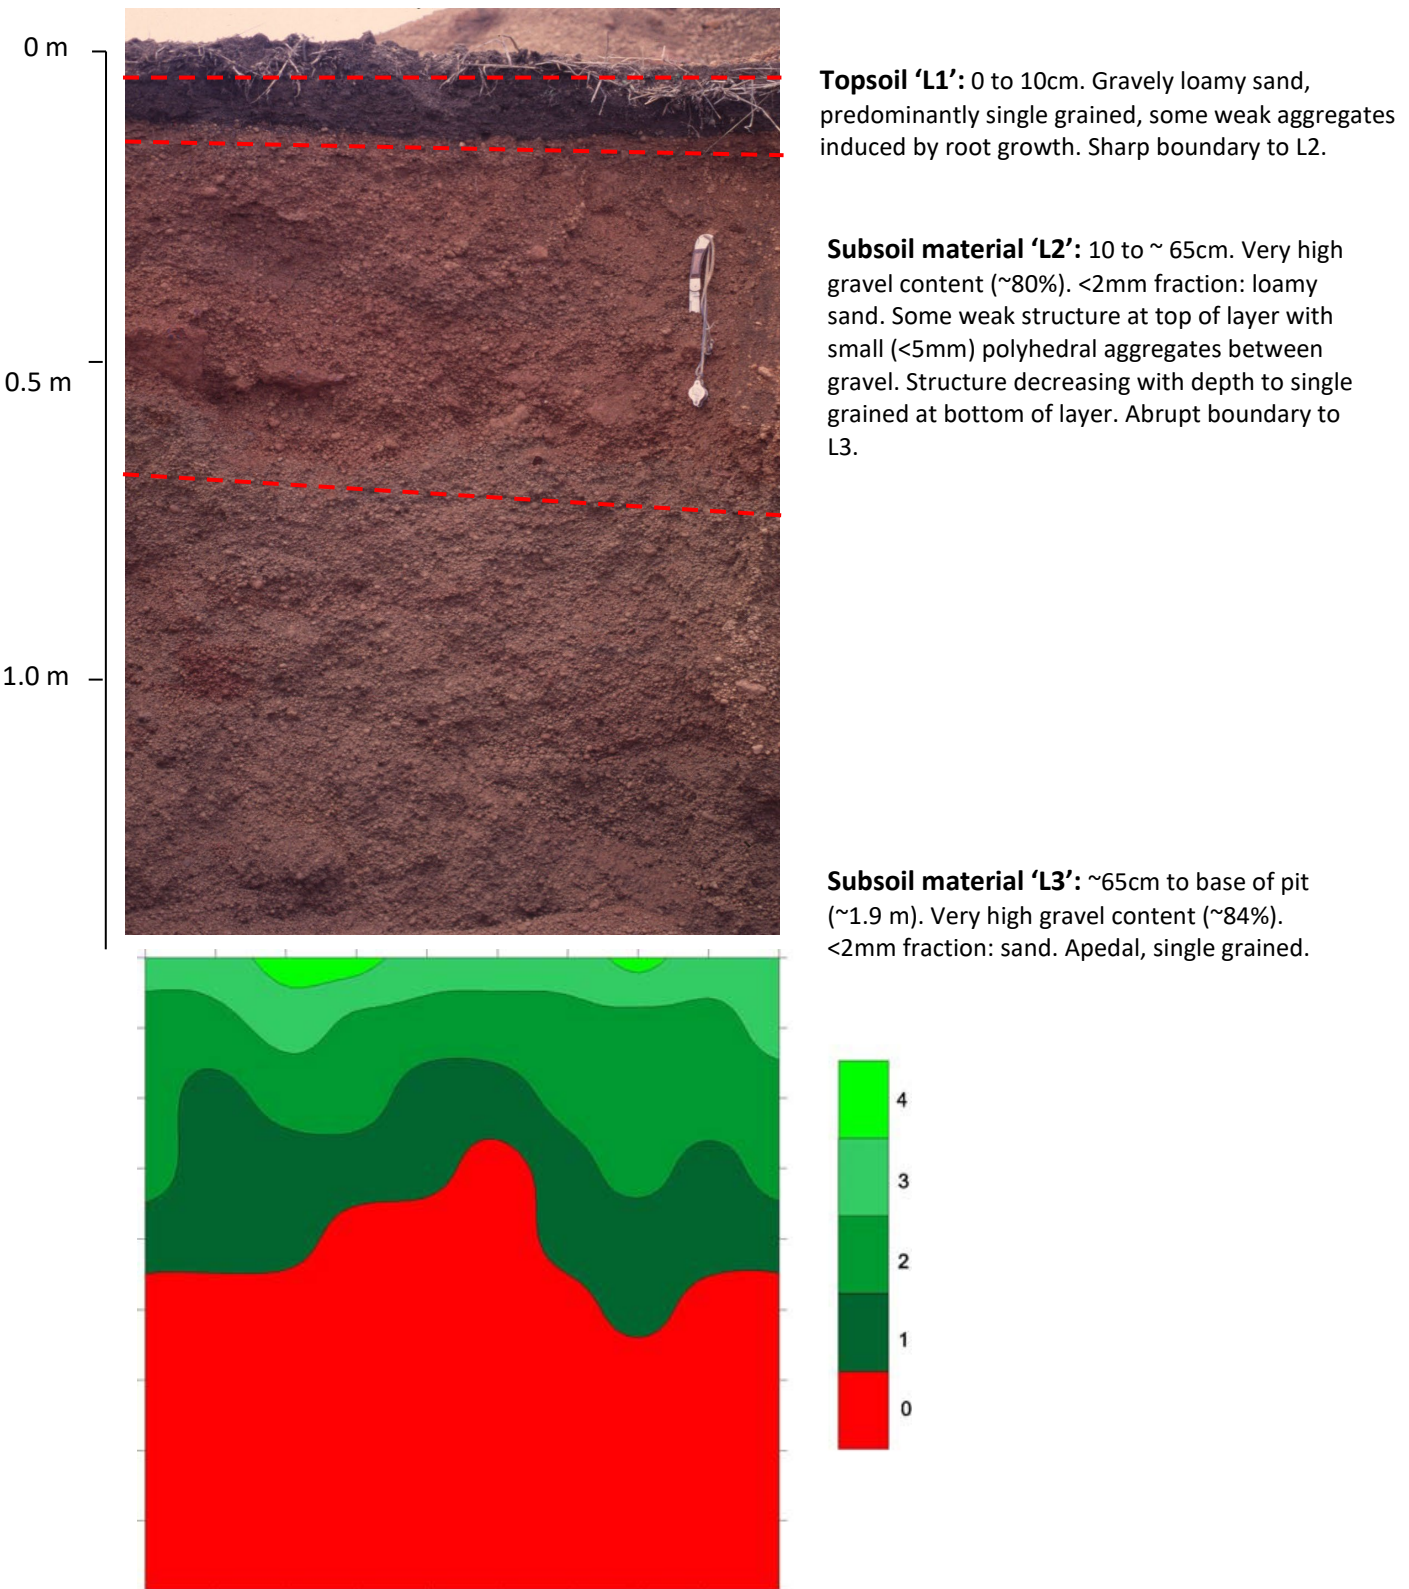 0 m
0.5 m
1.0 m
Topsoil ‘L1’: 0 to 10cm. Gravely loamy sand,
predominantly single grained, some weak aggregates
induced by root growth. Sharp boundary to L2.
Subsoil material ‘L2’: 10 to ~ 65cm. Very high
gravel content (~80%). <2mm fraction: loamy
sand. Some weak structure at top of layer with
small (<5mm) polyhedral aggregates between
gravel. Structure decreasing with depth to single
grained at bottom of layer. Abrupt boundary to
L3.
Subsoil material ‘L3’: ~65cm to base of pit
(~1.9 m). Very high gravel content (~84%).
<2mm fraction: sand. Apedal, single grained.
4
3
2
1
0